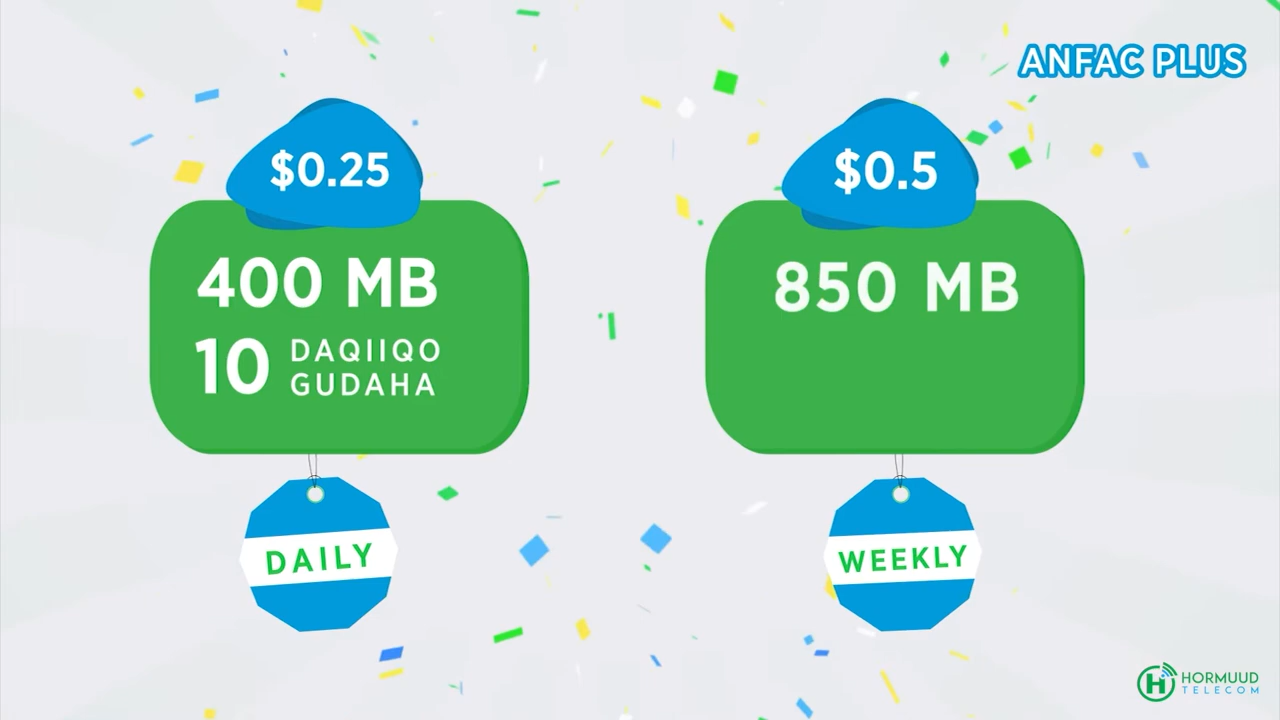 ANFAC PLUS
$0.25
400 MB
10 DAQIIQO
GUDAHA
DAILY
$0.5
850 MB
WEEKLY
HORMUUD
TELECOM